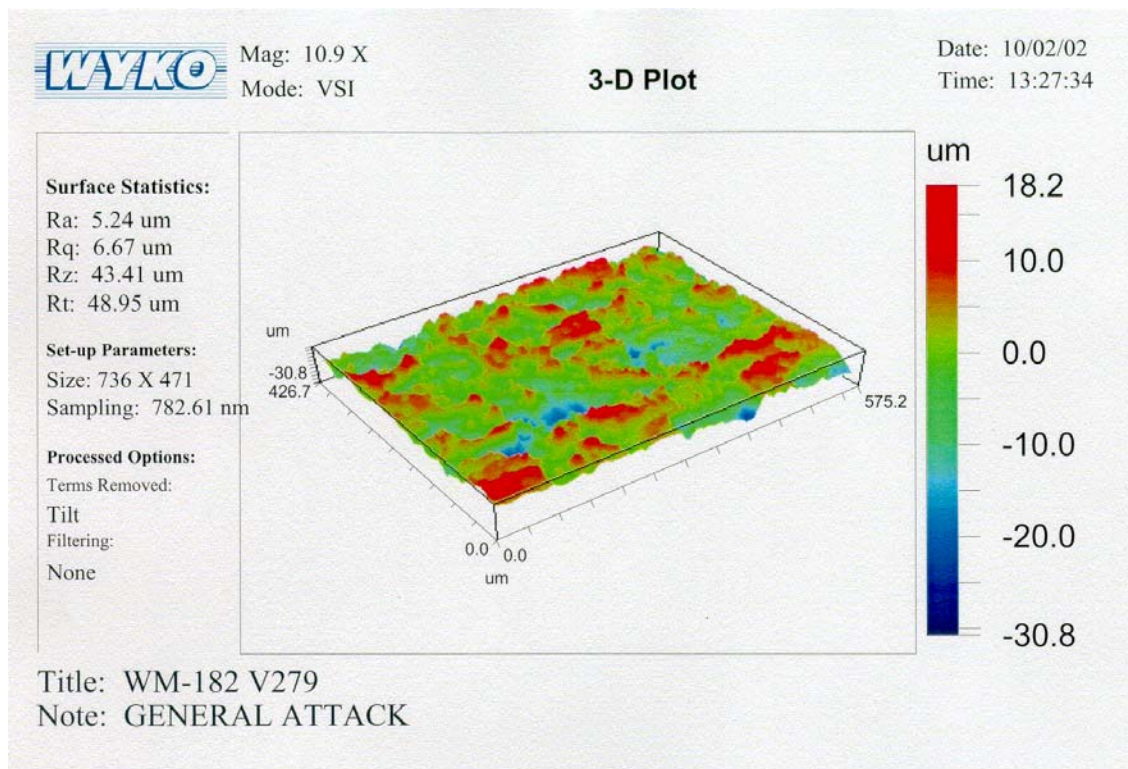 WYKO
Mag: 10.9 X
Mode: VSI
3-D Plot
Date: 10/02/02
Time: 13:27:34
Surface Statistics:
Ra: 5.24 um
Rq: 6.67 um
Rz: 43.41 um
Rt: 48.95 um
Set-up Parameters:
Size: 736 X 471
Sampling: 782.61 nm
Processed Options:
Terms Removed:
Tilt
Filtering:
None
um
-30.8
426.7
575.2
0.0
0.0
um
um
18.2
10.0
0.0
-10.0
-20.0
-30.8
Title: WM-182 V279
Note: GENERAL ATTACK